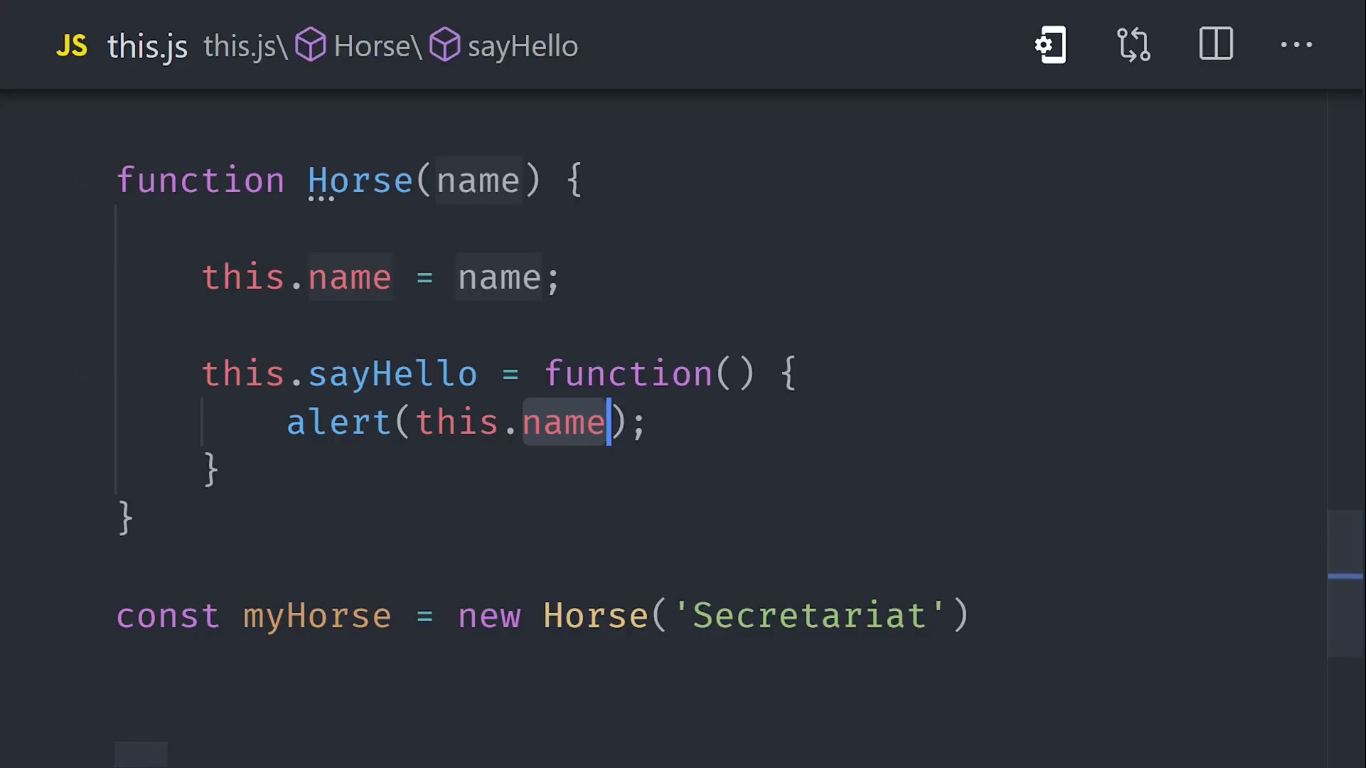 JS this.js this.js\Horse\sayHello
function Horse(name) {
this.name = name;
this.sayHello = function() {
alert(this.name);
}
}
const myHorse = new Horse('Secretariat')